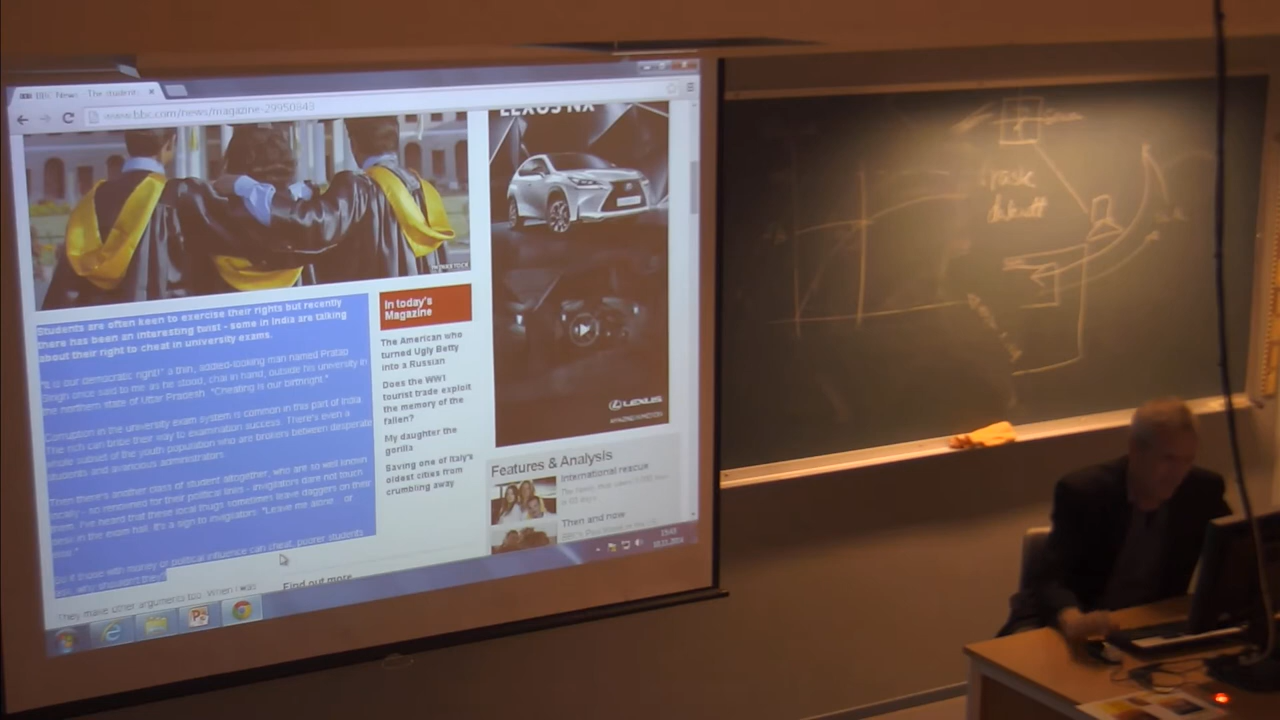 BBC News - The student
www.bbc.com/news/magazine-29950843
LEXUS NX
Students are often keen to exercise their rights but recently
there has been an interesting twist - some in India are talking
about their right to cheat in university exams.
"It is our democratic right!" a thin, addled-looking man named Pratap
Singh once said to me as he stood, chai in hand, outside his university in
the northern state of Uttar Pradesh. "Cheating is our birthright."
Corruption in the university exam system is common in this part of India.
The rich can bribe their way to examination success. There's even a
whole subset of the youth population who are brokers between desperate
students and avaricious administrators.
Then there's another class of student altogether, who are so well known
locally - so renowned for their political links - invigilators dare not touch
them. I've heard that these local thugs sometimes leave daggers on their
desk in the exam hall. It's a sign to invigilators: "Leave me alone... or
else."
So if those with money or political influence can cheat, poorer students
ask, why shouldn't they?
They make other arguments too. When I was
In today's
Magazine
The American who
turned Ugly Betty
into a Russian
Does the WW1
tourist trade exploit
the memory of the
fallen?
My daughter the
gorilla
Saving one of Italy's
oldest cities from
crumbling away
Find out more
LEXUS
Features & Analysis
International rescue
Then and now